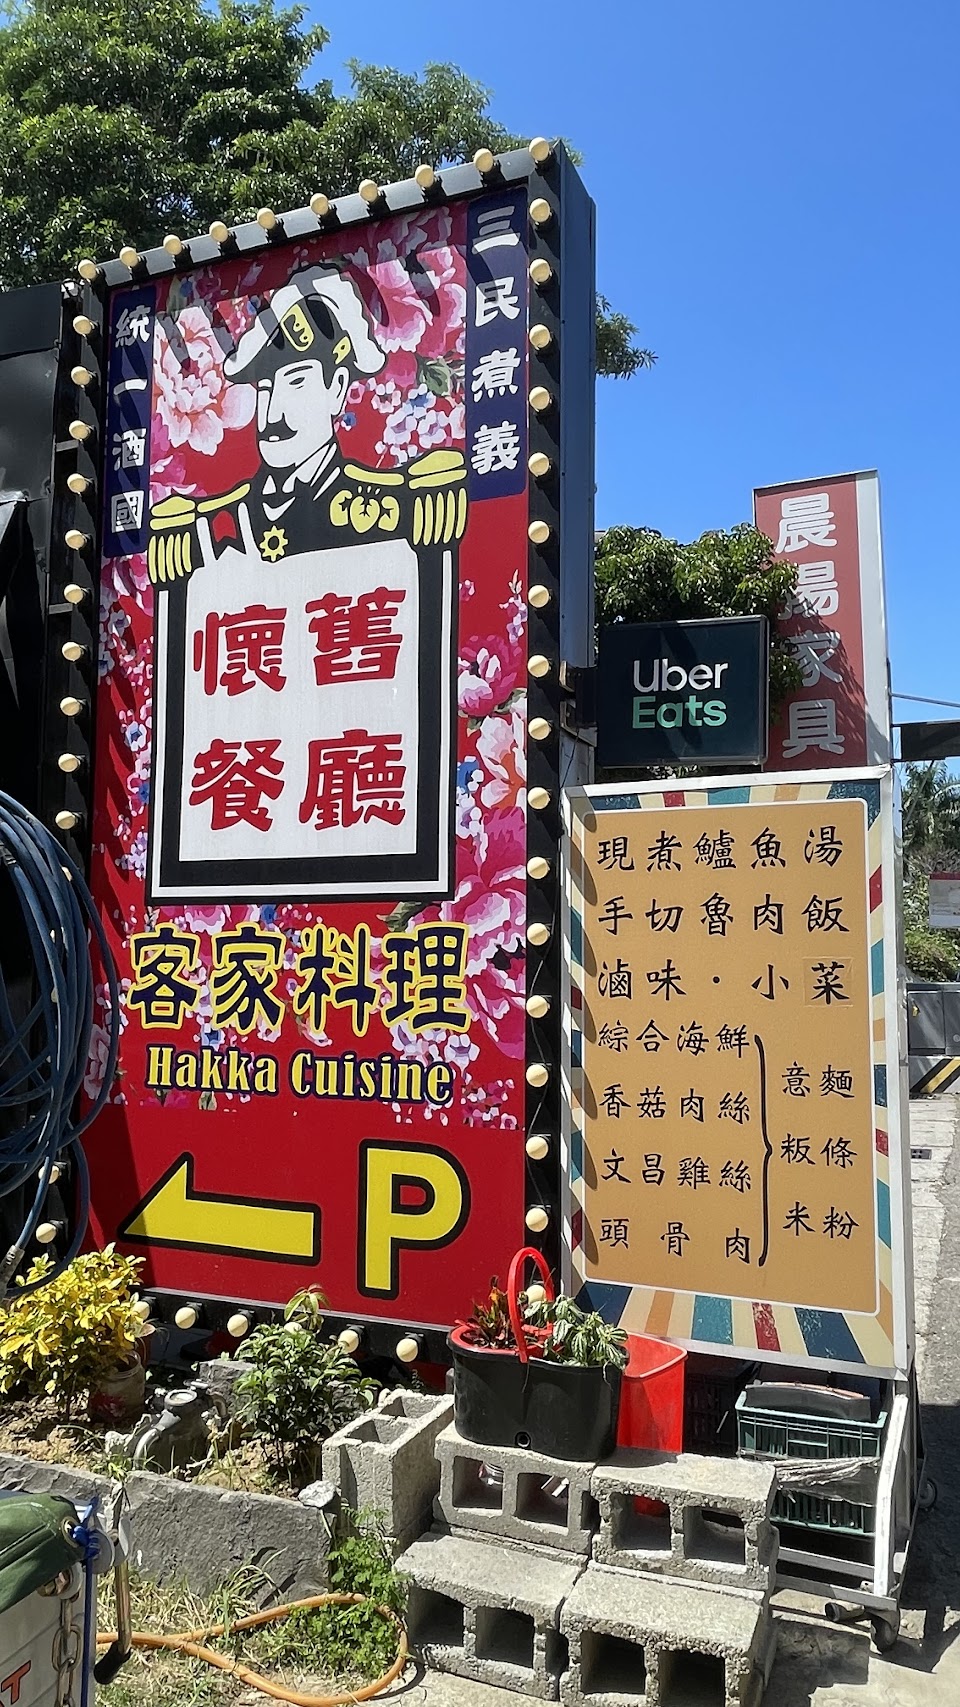 三民煮義
統一酒國
懷舊
餐廳
客家料理
Hakka Cuisine
P
Uber
Eats
晨陽家具
現煮鱸魚湯
手切魯肉飯
滷味·小菜
綜合海鮮
香菇肉絲
文昌雞絲
頭骨肉
意麵
粄條
米粉